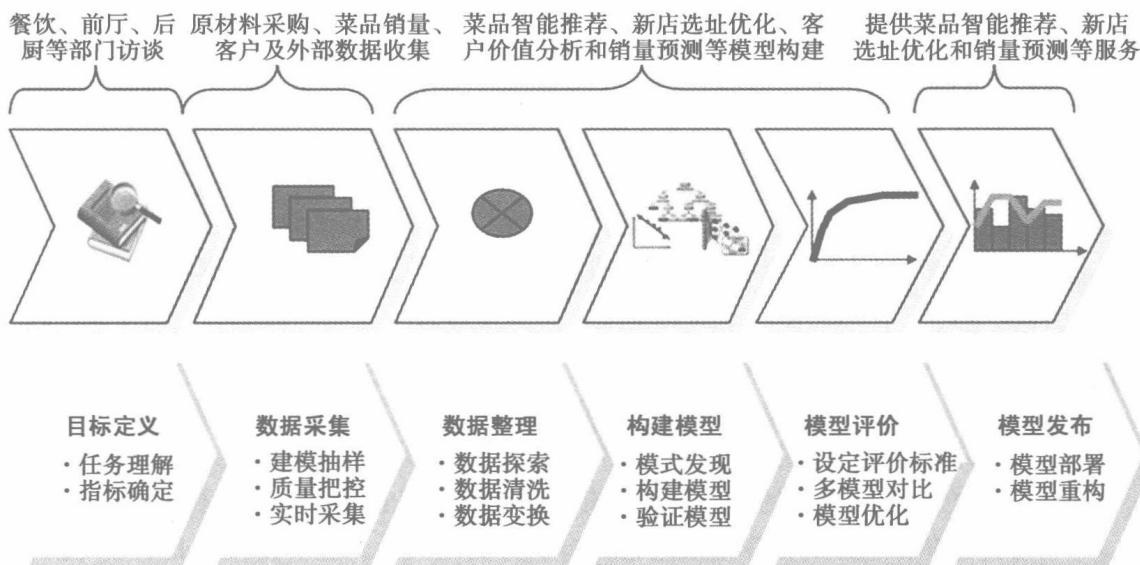 餐饮、前厅、后
厨等部门访谈
原材料采购、菜品销量、
客户及外部数据收集
菜品智能推荐、新店选址优化、客
户价值分析和销量预测等模型构建
提供菜品智能推荐、新店
选址优化和销量预测等服务
目标定义
·任务理解
·指标确定
数据采集
·建模抽样
·质量把控
·实时采集
数据整理
·数据探索
·数据清洗
·数据变换
构建模型
·模式发现
·构建模型
·验证模型
模型评价
·设定评价标准
·多模型对比
·模型优化
模型发布
·模型部署
·模型重构